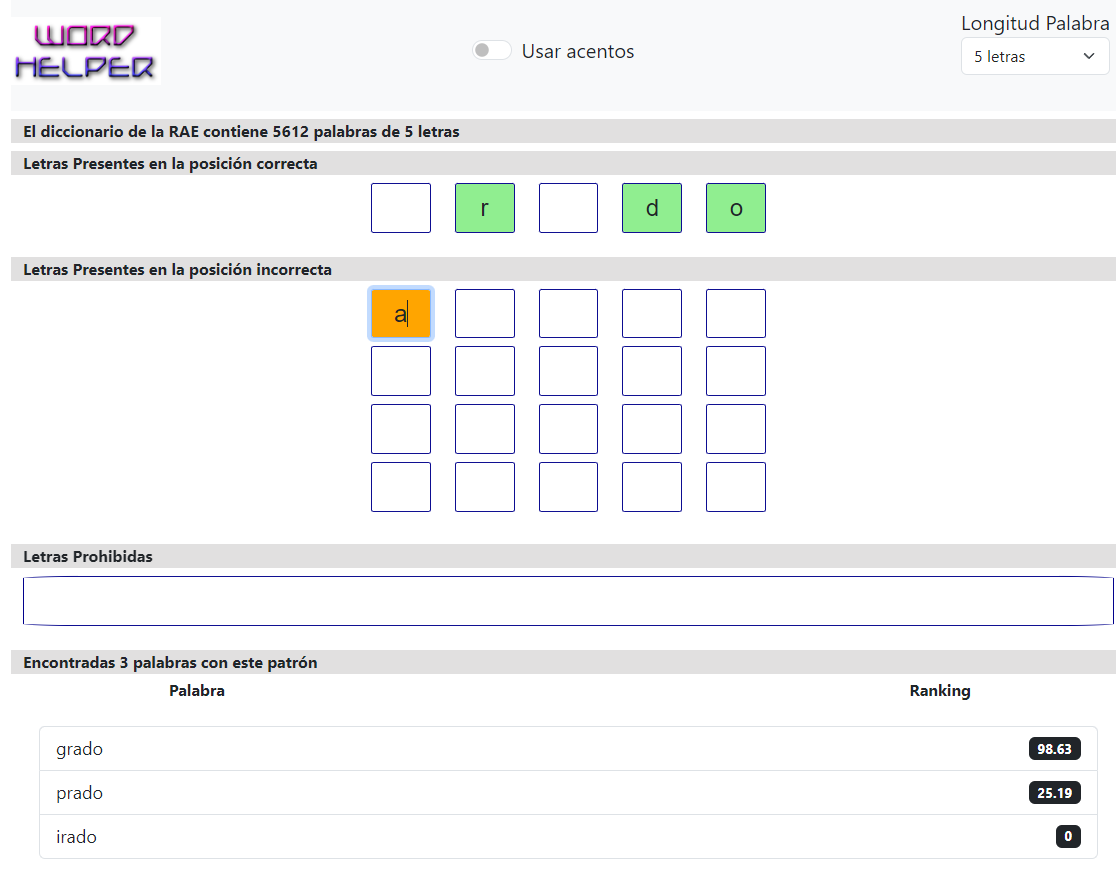 WORD
HELPER
Usar acentos
Longitud Palabra
5 letras
El diccionario de la RAE contiene 5612 palabras de 5 letras
Letras Presentes en la posición correcta
r d o
Letras Presentes en la posición incorrecta
a
Letras Prohibidas
Encontradas 3 palabras con este patrón
Palabra Ranking
grado 98.63
prado 25.19
irado 0